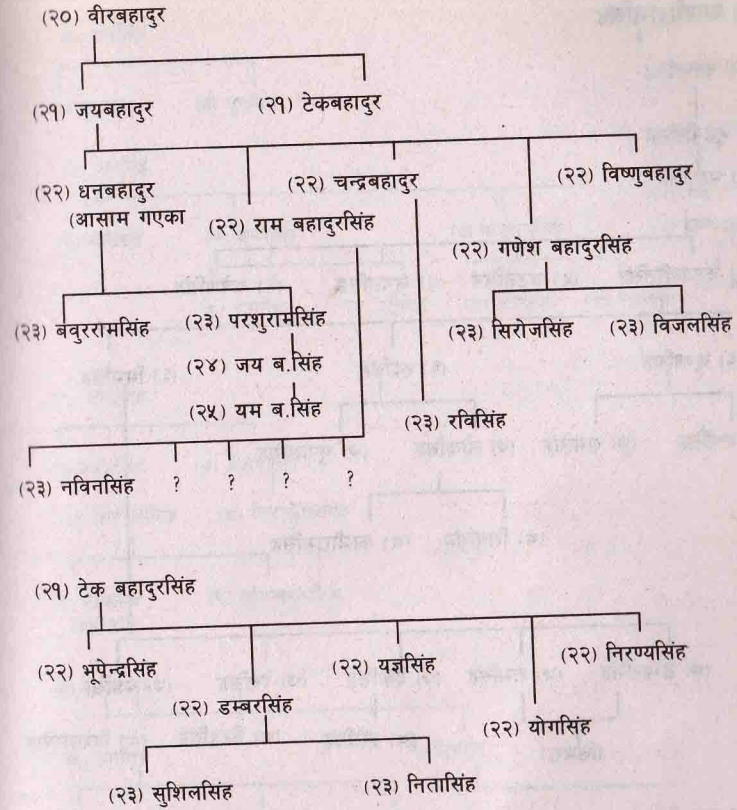 (२०) वीरबहादुर
(२१) जयबहादुर (२१) टेकबहादुर
(२२) धनबहादुर (२२) चन्द्रबहादुर (२२) विष्णुबहादुर
(आसाम गएका (२२) राम बहादुरसिंह
(२२) गणेश बहादुरसिंह
(२३) बवुररामसिंह (२३) परशुरामसिंह (२३) सिरोजसिंह (२३) विजलसिंह
(२४) जय ब.सिंह
(२५) यम ब.सिंह
(२३) रविसिंह
(२३) नविनसिंह ? ? ? ?
(२१) टेक बहादुरसिंह
(२२) भूपेन्द्रसिंह (२२) यज्ञसिंह (२२) निरण्यसिंह
(२२) डम्बरसिंह
(२२) योगसिंह
(२३) सुशिलसिंह (२३) नितासिंह